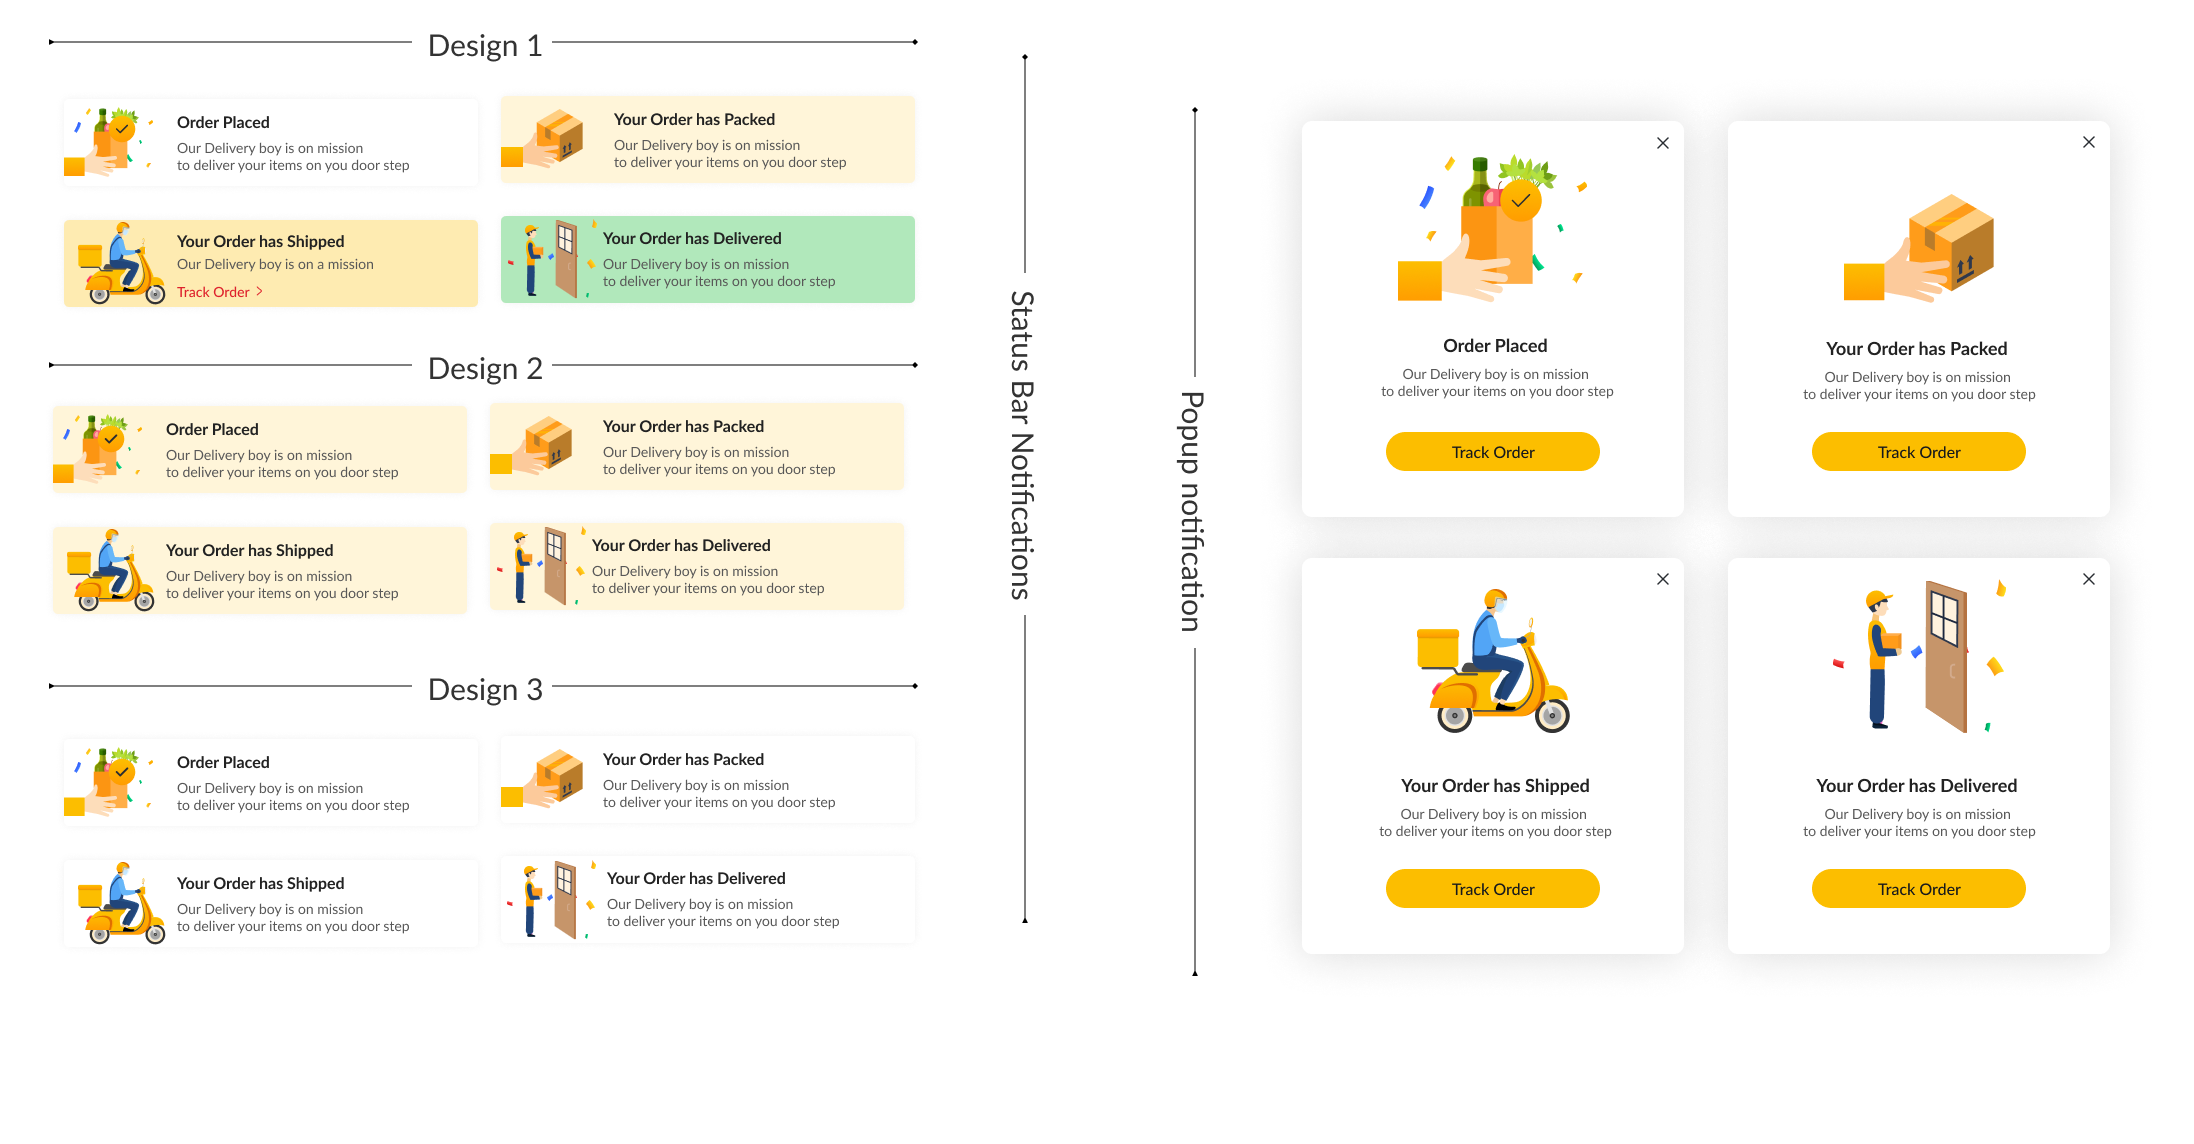 Design 1
Order Placed
Our Delivery boy is on mission
to deliver your items on you door step
Your Order has Packed
Our Delivery boy is on mission
to deliver your items on you door step
Your Order has Shipped
Our Delivery boy is on a mission
Track Order >
Your Order has Delivered
Our Delivery boy is on mission
to deliver your items on you door step
Design 2
Order Placed
Our Delivery boy is on mission
to deliver your items on you door step
Your Order has Packed
Our Delivery boy is on mission
to deliver your items on you door step
Your Order has Shipped
Our Delivery boy is on mission
to deliver your items on you door step
Your Order has Delivered
Our Delivery boy is on mission
to deliver your items on you door step
Design 3
Order Placed
Our Delivery boy is on mission
to deliver your items on you door step
Your Order has Packed
Our Delivery boy is on mission
to deliver your items on you door step
Your Order has Shipped
Our Delivery boy is on mission
to deliver your items on you door step
Your Order has Delivered
Our Delivery boy is on mission
to deliver your items on you door step
Status Bar Notifications
Popup notification
Order Placed
Our Delivery boy is on mission
to deliver your items on you door step
Track Order
Your Order has Packed
Our Delivery boy is on mission
to deliver your items on you door step
Track Order
Your Order has Shipped
Our Delivery boy is on mission
to deliver your items on you door step
Track Order
Your Order has Delivered
Our Delivery boy is on mission
to deliver your items on you door step
Track Order